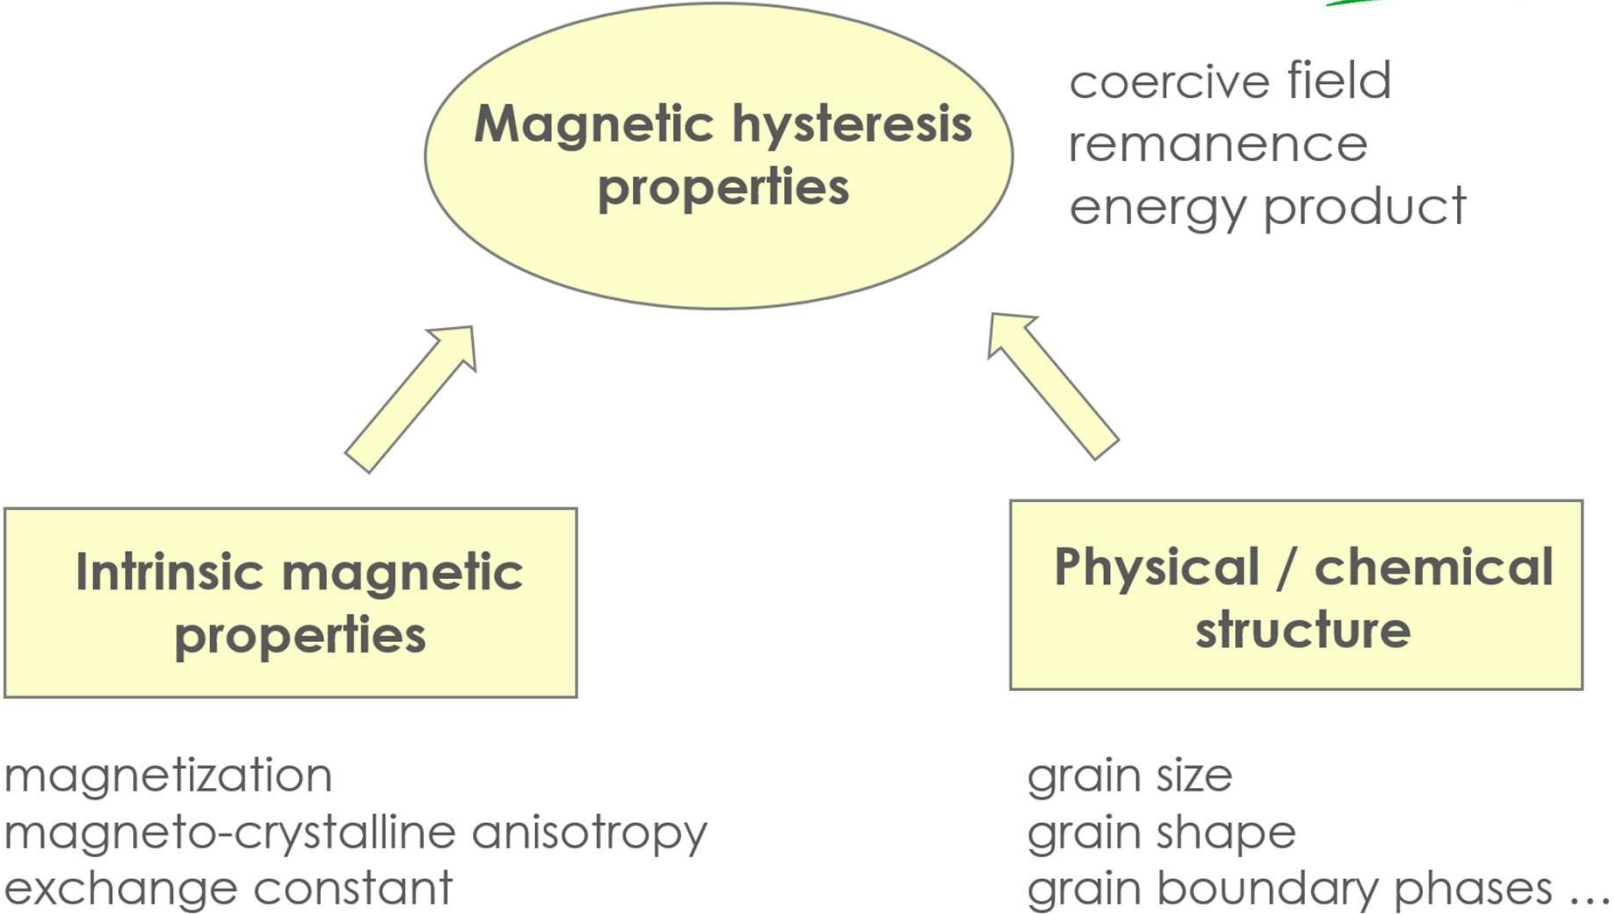 Magnetic hysteresis
properties
coercive field
remanence
energy product
Intrinsic magnetic
properties
Physical / chemical
structure
magnetization
magneto-crystalline anisotropy
exchange constant
grain size
grain shape
grain boundary phases ...